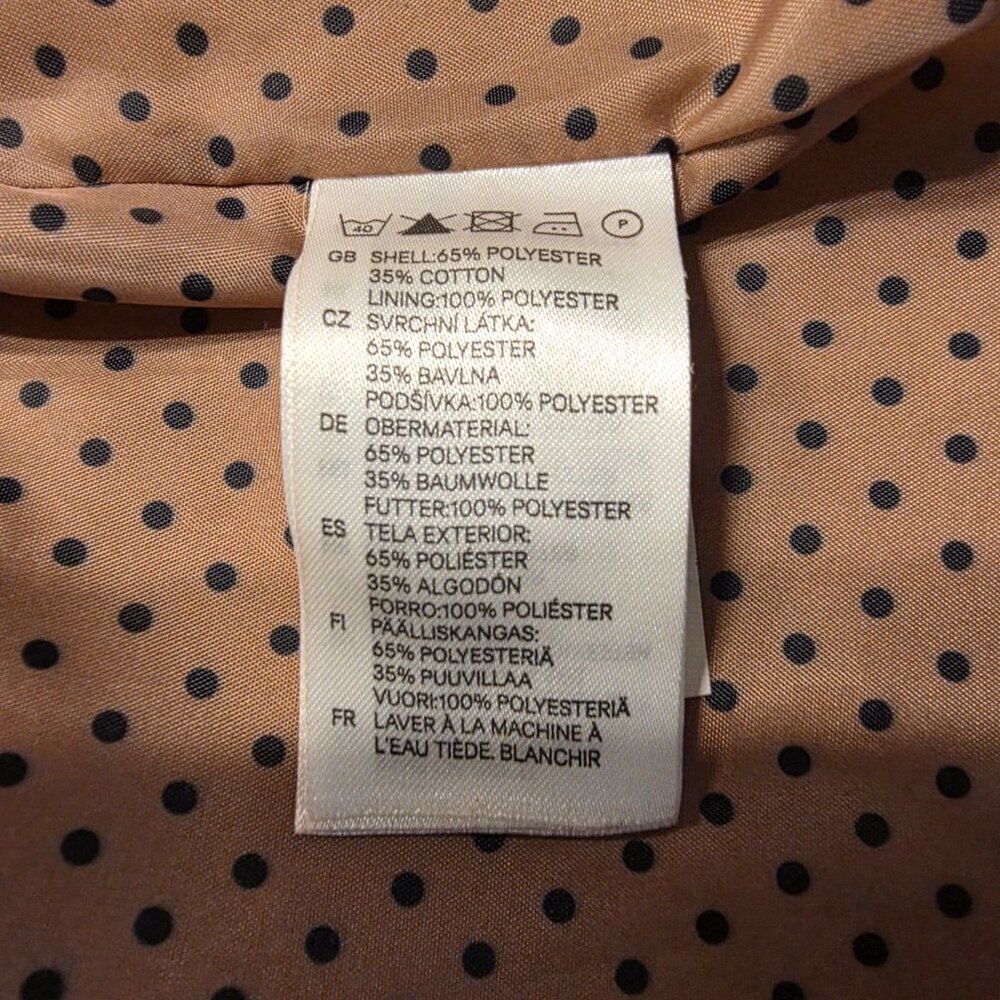 40 P
GB SHELL:65% POLYESTER
35% COTTON
LINING:100% POLYESTER
CZ SVRCHNÍ LÁTKA:
65% POLYESTER
35% BAVLNA
PODŠÍVKA:100% POLYESTER
DE OBERMATERIAL:
65% POLYESTER
35% BAUMWOLLE
FUTTER:100% POLYESTER
ES TELA EXTERIOR:
65% POLIÉSTER
35% ALGODÓN
FORRO:100% POLIÉSTER
FI PÄÄLLISKANGAS:
65% POLYESTERIÄ
35% PUUVILLAA
VUORI:100% POLYESTERIÄ
FR LAVER À LA MACHINE À
L'EAU TIÈDE. BLANCHIR